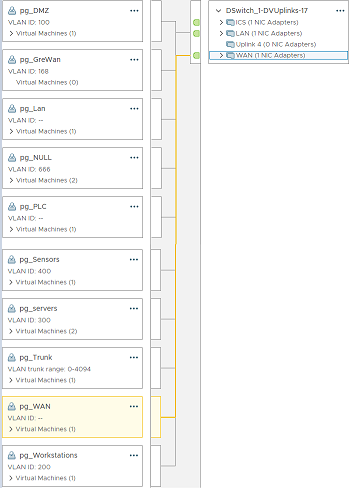 pg_DMZ
VLAN ID: 100
Virtual Machines (1)
pg_GreWan
VLAN ID: 168
Virtual Machines (0)
pg_Lan
VLAN ID: --
Virtual Machines (1)
pg_NULL
VLAN ID: 666
Virtual Machines (2)
pg_PLC
VLAN ID: --
Virtual Machines (1)
pg_Sensors
VLAN ID: 400
Virtual Machines (1)
pg_servers
VLAN ID: 300
Virtual Machines (2)
pg_Trunk
VLAN trunk range: 0-4094
Virtual Machines (1)
pg_WAN
VLAN ID: --
Virtual Machines (1)
pg_Workstations
VLAN ID: 200
Virtual Machines (1)
DSwitch_1-DVUplinks-17
ICS (1 NIC Adapters)
LAN (1 NIC Adapters)
Uplink 4 (0 NIC Adapters)
WAN (1 NIC Adapters)